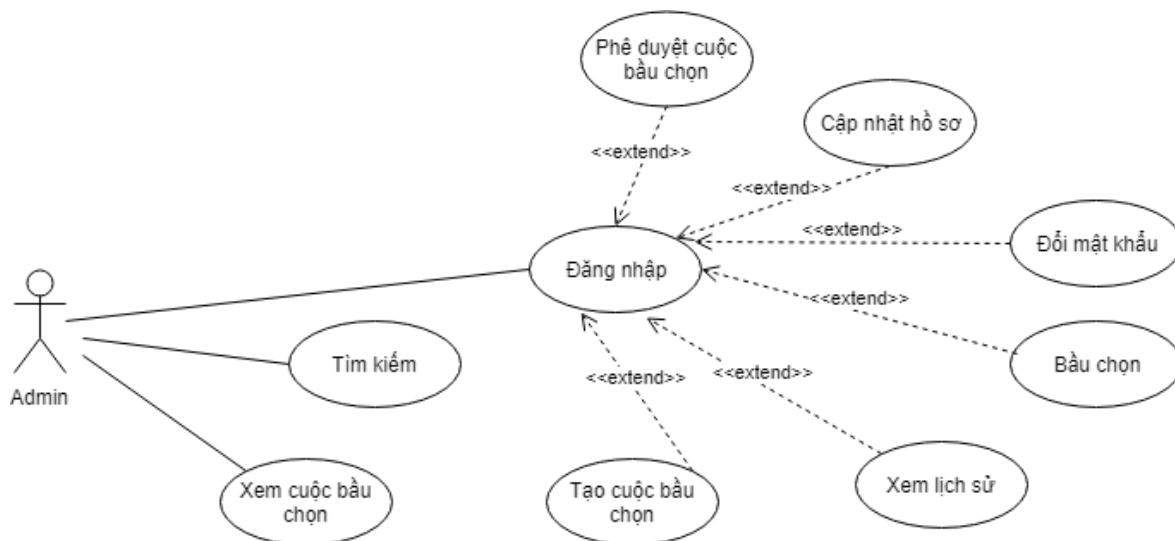 Phê duyệt cuộc
bầu chọn
Cập nhật hồ sơ
<<extend>>
<<extend>>
<<extend>>
Đổi mật khẩu
Đăng nhập
<<extend>>
Tìm kiếm
Bầu chọn
<<extend>>
<<extend>>
Admin
Xem cuộc bầu
chọn
Tạo cuộc bầu
chọn
Xem lịch sử